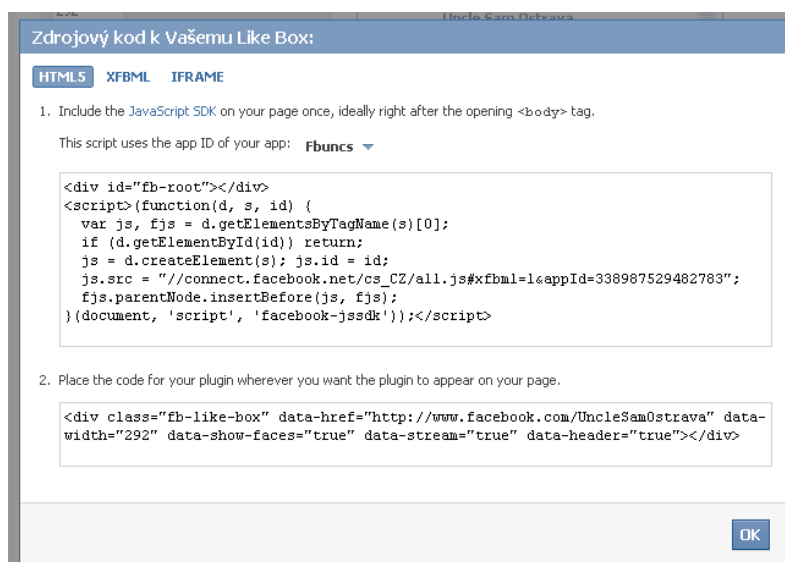 292
Uncle Sam Ostrava
Zdrojový kod k Vašemu Like Box:
HTML5 XFBML IFRAME
1. Include the JavaScript SDK on your page once, ideally right after the opening <body> tag.
This script uses the app ID of your app: Fbuncs
<div id="fb-root"></div>
<script>(function(d, s, id) {
  var js, fjs = d.getElementsByTagName(s)[0];
  if (d.getElementById(id)) return;
  js = d.createElement(s); js.id = id;
  js.src = "//connect.facebook.net/cs_CZ/all.js#xfbml=1&appId=338987529482783";
  fjs.parentNode.insertBefore(js, fjs);
}(document, 'script', 'facebook-jssdk'));</script>
2. Place the code for your plugin wherever you want the plugin to appear on your page.
<div class="fb-like-box" data-href="http://www.facebook.com/UncleSamOstrava" data-
width="292" data-show-faces="true" data-stream="true" data-header="true"></div>
OK